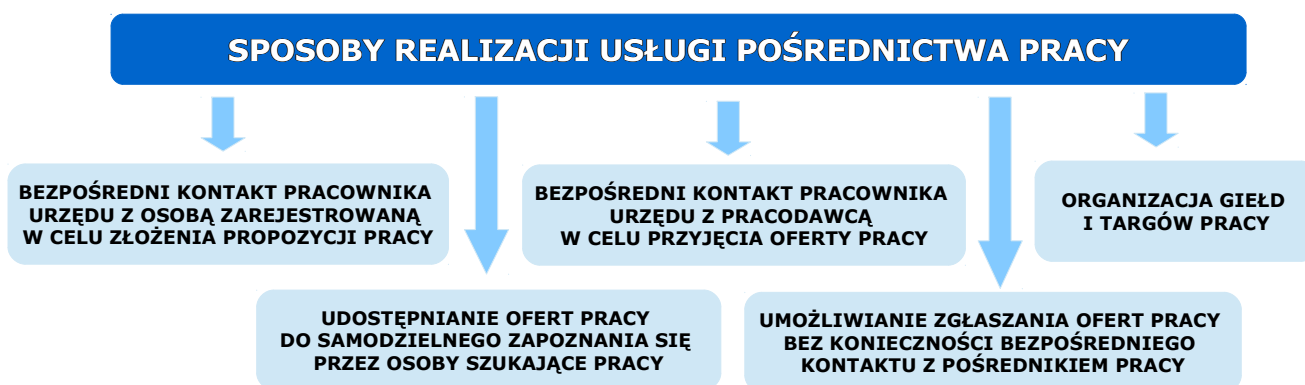 SPOSOBY REALIZACJI USŁUGI POŚREDNICTWA PRACY
BEZPOŚREDNI KONTAKT PRACOWNIKA
URZĘDU Z OSOBĄ ZAREJESTROWANĄ
W CELU ZŁOŻENIA PROPOZYCJI PRACY
BEZPOŚREDNI KONTAKT PRACOWNIKA
URZĘDU Z PRACODAWCĄ
W CELU PRZYJĘCIA OFERTY PRACY
ORGANIZACJA GIEŁD
I TARGÓW PRACY
UDOSTĘPNIANIE OFERT PRACY
DO SAMODZIELNEGO ZAPOZNANIA SIĘ
PRZEZ OSOBY SZUKAJĄCE PRACY
UMOŻLIWIANIE ZGŁASZANIA OFERT PRACY
BEZ KONIECZNOŚCI BEZPOŚREDNIEGO
KONTAKTU Z POŚREDNIKIEM PRACY